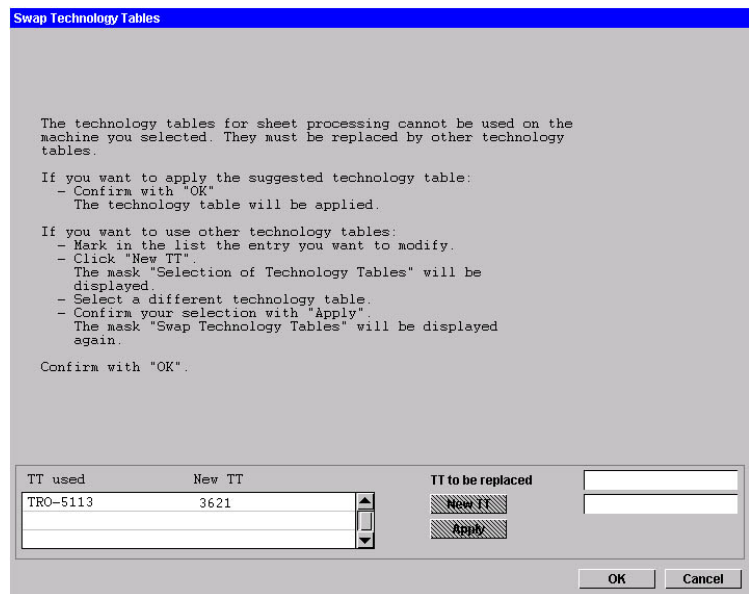 Swap Technology Tables
The technology tables for sheet processing cannot be used on the
machine you selected. They must be replaced by other technology
tables.
If you want to apply the suggested technology table:
– Confirm with "OK"
The technology table will be applied.
If you want to use other technology tables:
– Mark in the list the entry you want to modify.
– Click "New TT".
The mask "Selection of Technology Tables" will be
displayed.
– Select a different technology table.
– Confirm your selection with "Apply".
The mask "Swap Technology Tables" will be displayed
again.
Confirm with "OK".
TT used New TT TT to be replaced
TRO–5113 3621 New TT
Apply
OK Cancel